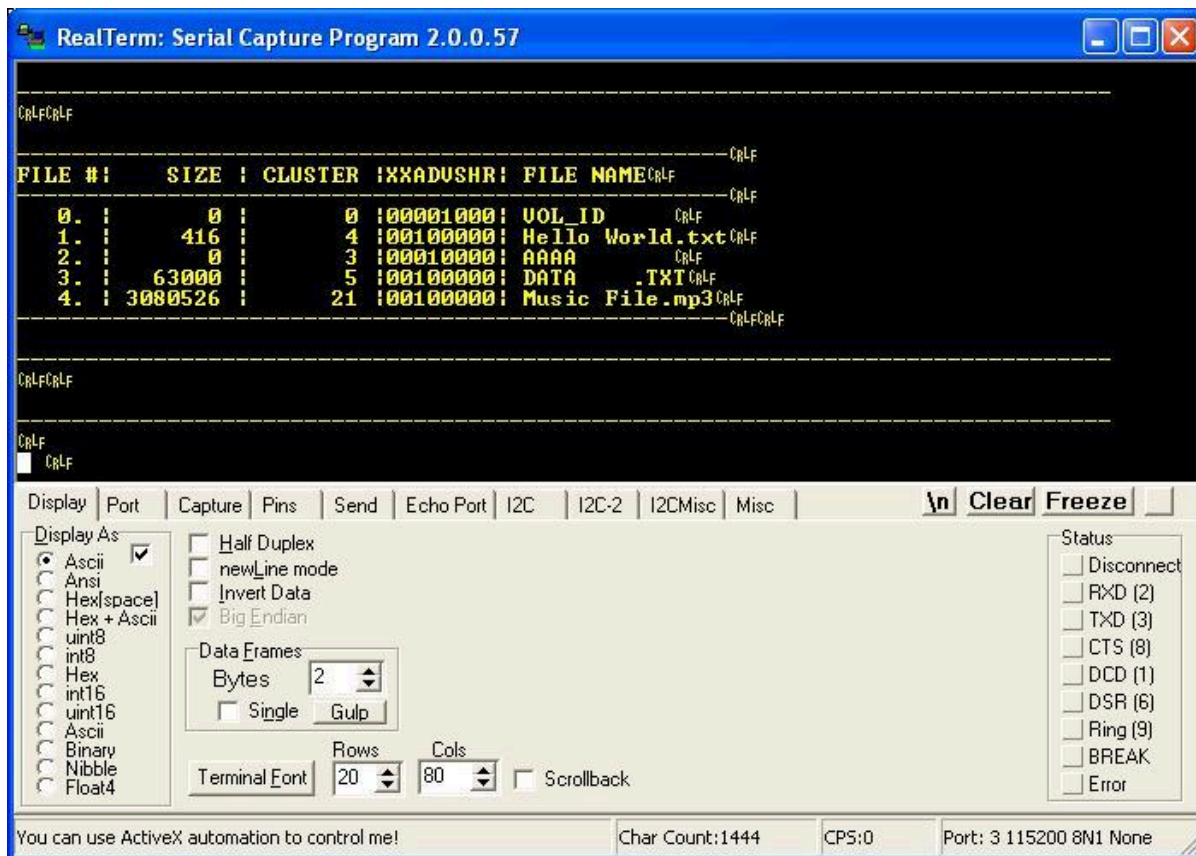 RealTerm: Serial Capture Program 2.0.0.57
CRLFCRLF
CRLF
FILE #¦ SIZE ¦ CLUSTER ¦XXADVSHR¦ FILE NAMECRLF
CRLF
0. ¦ 0 ¦ 0 ¦00001000¦ VOL_ID CRLF
1. ¦ 416 ¦ 4 ¦00100000¦ Hello World.txtCRLF
2. ¦ 0 ¦ 3 ¦00010000¦ AAAA CRLF
3. ¦ 63000 ¦ 5 ¦00100000¦ DATA .TXTCRLF
4. ¦ 3080526 ¦ 21 ¦00100000¦ Music File.mp3CRLF
CRLFCRLF
CRLFCRLF
CRLF
CRLF
Display Port Capture Pins Send Echo Port I2C I2C-2 I2CMisc Misc \n Clear Freeze
Display As
Ascii
Ansi
Hex[space]
Hex + Ascii
uint8
int8
Hex
int16
uint16
Ascii
Binary
Nibble
Float4
Half Duplex
newLine mode
Invert Data
Big Endian
Data Frames
Bytes 2
Single Gulp
Rows Cols
Terminal Font 20 80 Scrollback
Status
Disconnect
RXD (2)
TXD (3)
CTS (8)
DCD (1)
DSR (6)
Ring (9)
BREAK
Error
You can use ActiveX automation to control me! Char Count:1444 CPS:0 Port: 3 115200 8N1 None